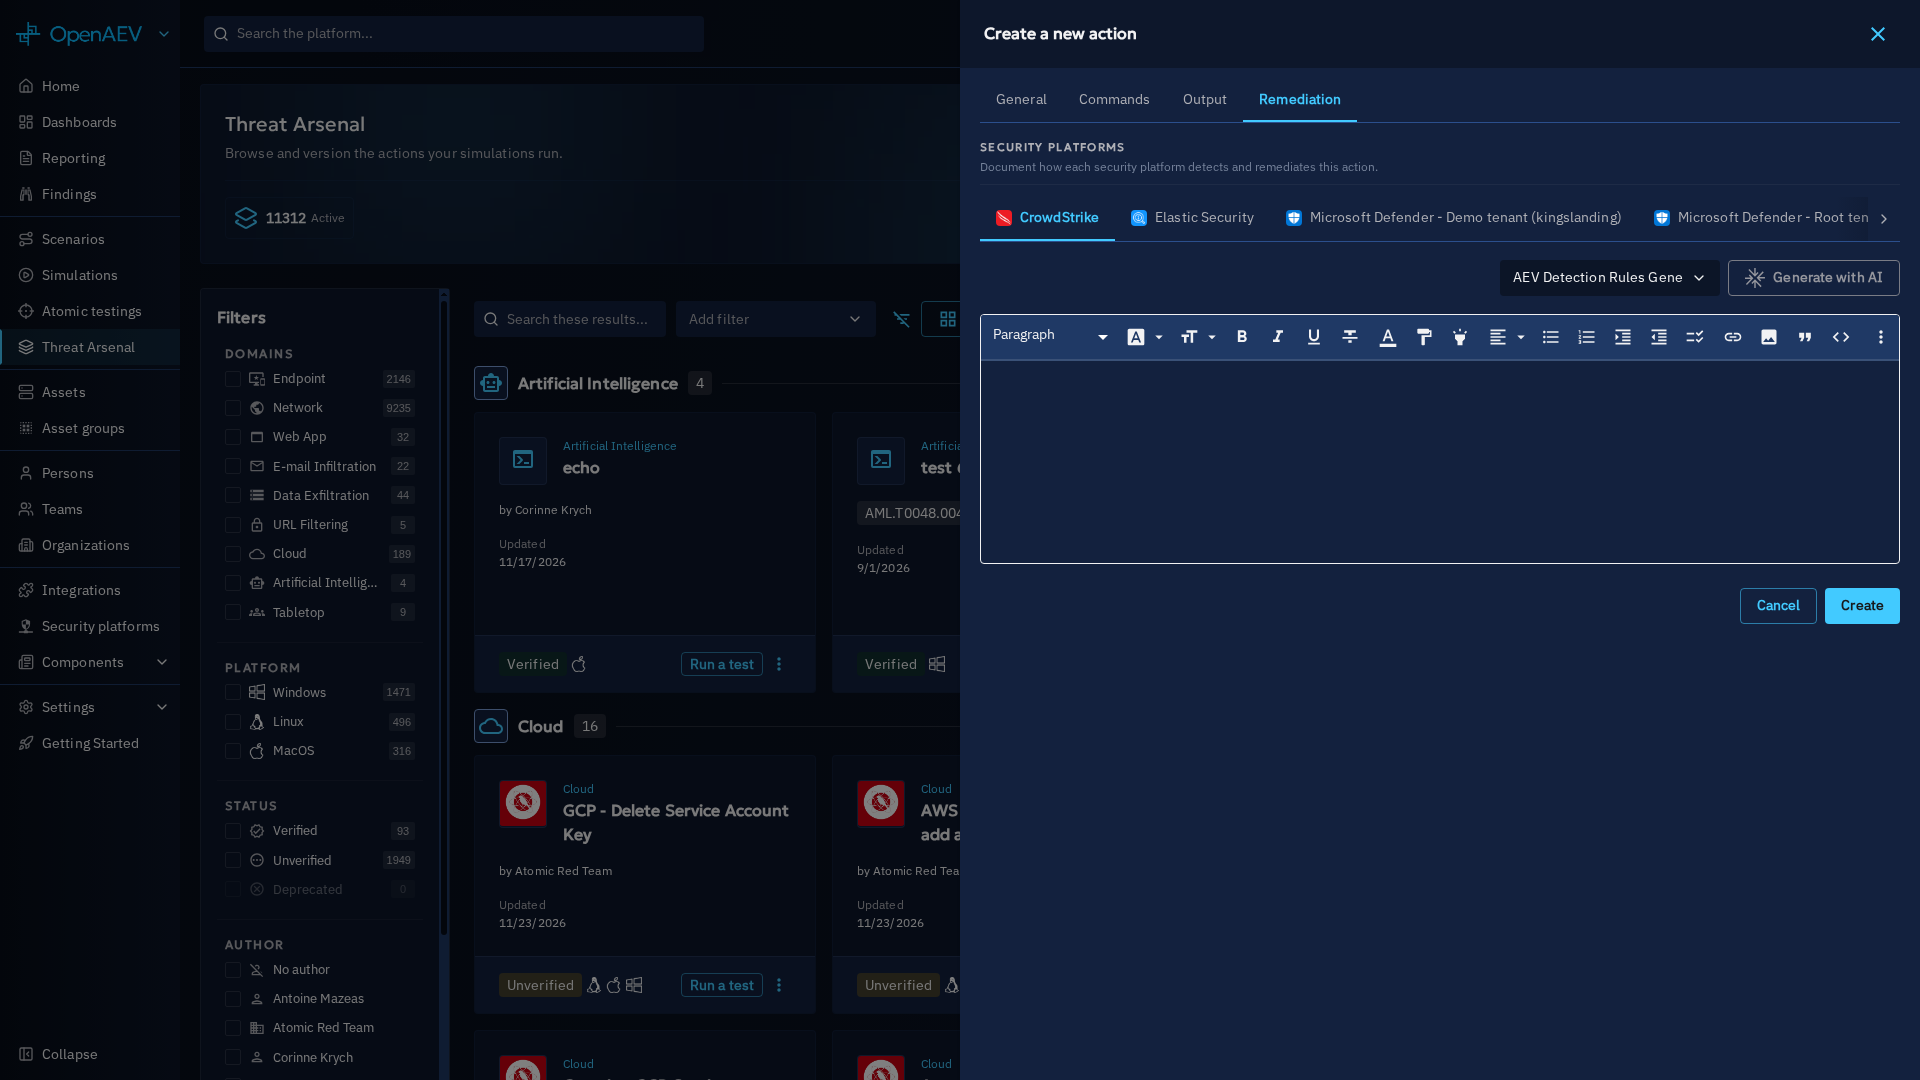 OpenAEV
Search the platform...
Home
Dashboards
Reporting
Findings
Scenarios
Simulations
Atomic testings
Threat Arsenal
Assets
Asset groups
Persons
Teams
Organizations
Integrations
Security platforms
Components
Settings
Getting Started
Collapse
Threat Arsenal
Browse and version the actions your simulations run.
11312 Active
Filters
DOMAINS
Endpoint 2146
Network 9235
Web App 32
E-mail Infiltration 22
Data Exfiltration 44
URL Filtering 5
Cloud 189
Artificial Intellig... 4
Tabletop 9
PLATFORM
Windows 1471
Linux 496
MacOS 316
STATUS
Verified 93
Unverified 1949
Deprecated 0
AUTHOR
No author
Antoine Mazeas
Atomic Red Team
Corinne Krych
Search these results...
Add filter
Artificial Intelligence 4
Artificial Intelligence
echo
by Corinne Krych
Updated
11/17/2026
Verified
Run a test
test
AML.T0048.004
Updated
9/1/2026
Verified
Cloud 16
Cloud
GCP - Delete Service Account
Key
by Atomic Red Team
Updated
11/23/2026
Unverified
Run a test
Cloud
AWS
add a
by Atomic Red Tea
Updated
11/23/2026
Unverified
Cloud
Cloud
Create a new action
General
Commands
Output
Remediation
SECURITY PLATFORMS
Document how each security platform detects and remediates this action.
CrowdStrike
Elastic Security
Microsoft Defender - Demo tenant (kingslanding)
Microsoft Defender - Root ten
AEV Detection Rules Gene
Generate with AI
Paragraph
Cancel
Create